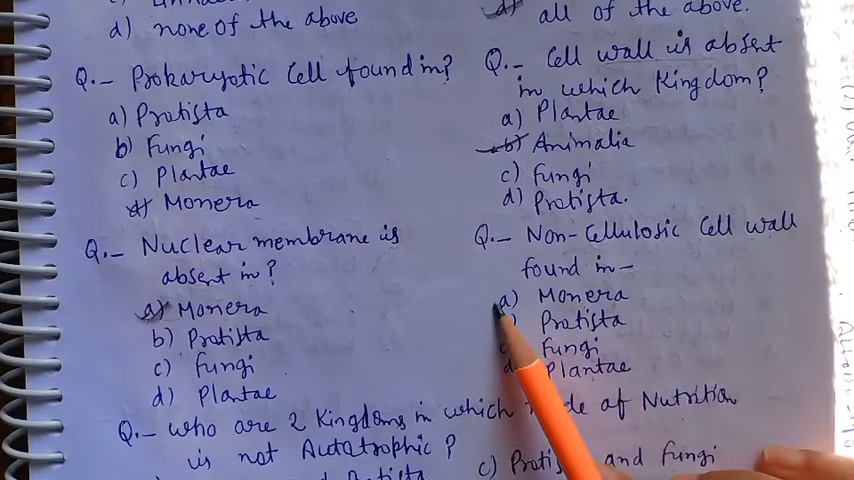 d) none of the above
Q.- Prokaryotic Cell found in?
a) Protista
b) Fungi
c) Plantae
d) Monera
Q.- Nuclear membrane is
absent in?
a) Monera
b) Protista
c) Fungi
d) Plantae
d) all of the above.
Q.- Cell wall is absent
in which Kingdom?
a) Plantae
b) Animalia
c) Fungi
d) Protista.
Q.- Non-Cellulosic Cell wall
found in-
a) Monera
Protista
Fungi
Plantae
Q.- Who are 2 Kingdoms in which of Nutrition
is not Autotrophic?
c) and Fungi